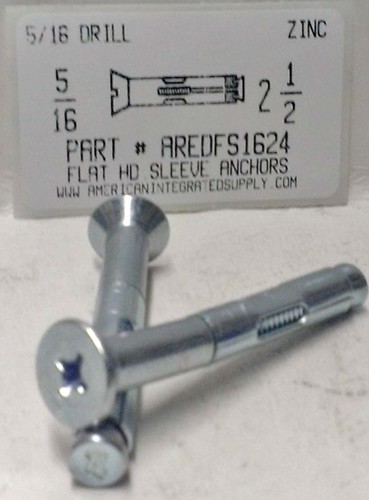 5/16 DRILL ZINC
5/16 2 1/2
PART # AREDFS1624
FLAT HD SLEEVE ANCHORS
WWW.AMERICANINTEGRATEDSUPPLY.COM